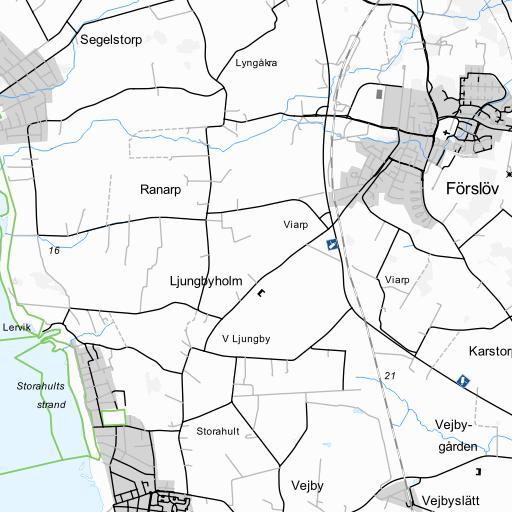 Segelstorp
Lyngåkra
Ranarp
Förslöv
Viarp
16
Ljungbyholm
Viarp
Lervik
V Ljungby
Karstorp
21
Storahults
strand
Storahult
Vejby-
gården
Vejby
Vejbyslätt